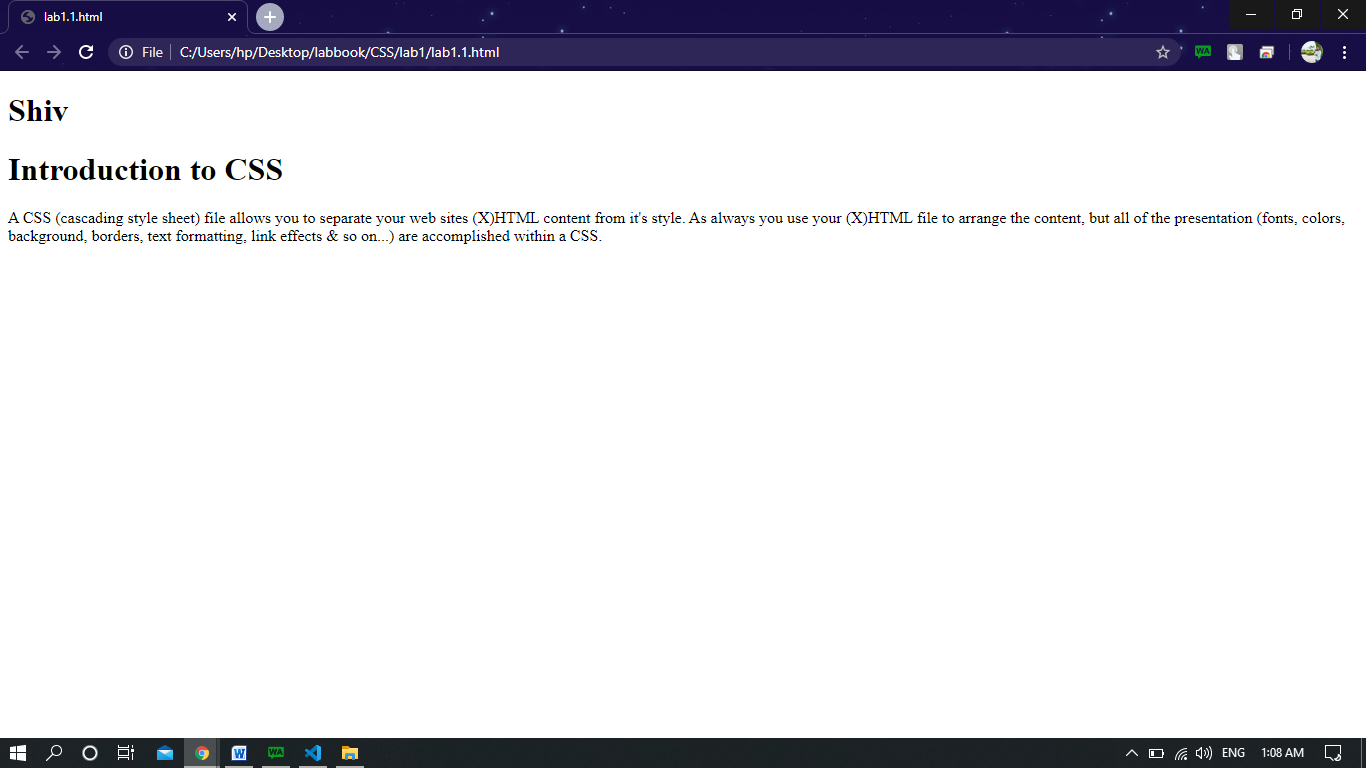 lab1.1.html
File
C:/Users/hp/Desktop/labbook/CSS/lab1/lab1.1.html
WA
Shiv
Introduction to CSS
A CSS (cascading style sheet) file allows you to separate your web sites (X)HTML content from it's style. As always you use your (X)HTML file to arrange the content, but all of the presentation (fonts, colors,
background, borders, text formatting, link effects & so on...) are accomplished within a CSS.
W
WA
ENG
1:08 AM